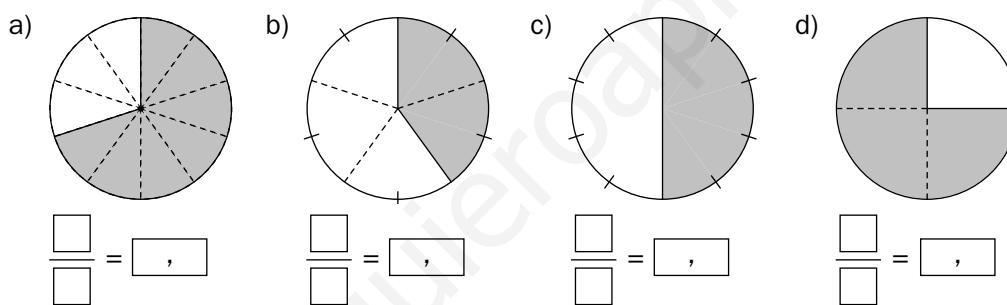 a)
b)
c)
d)
= ,
= ,
= ,
= ,